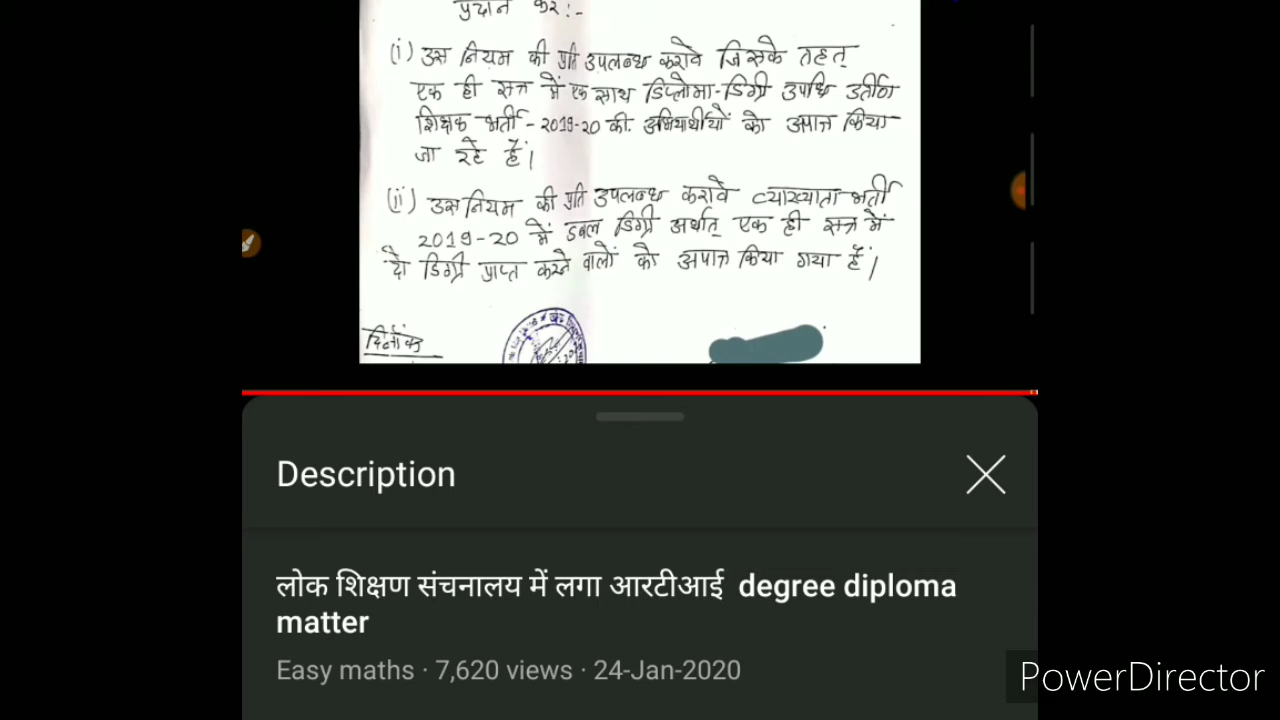 प्रदान करे :-
(i) उस नियम की प्रति उपलब्ध करावे जिसके तहत्
एक ही सत्र में एक साथ डिप्लोमा-डिग्री उपाधि उर्तीण
शिक्षक भर्ती - 2019-20 की अभियार्थीयों को अपात्र किया
जा रहे हैं।
(ii) उस नियम की प्रति उपलब्ध करावे व्याख्याता भर्ती
2019-20 में डबल डिग्री अर्थात् एक ही सत्र में
दो डिग्री प्राप्त करने वालों को अपात्र किया गया हैं।
दिनांक
Description
लोक शिक्षण संचनालय में लगा आरटीआई degree diploma
matter
Easy maths · 7,620 views · 24-Jan-2020
PowerDirector